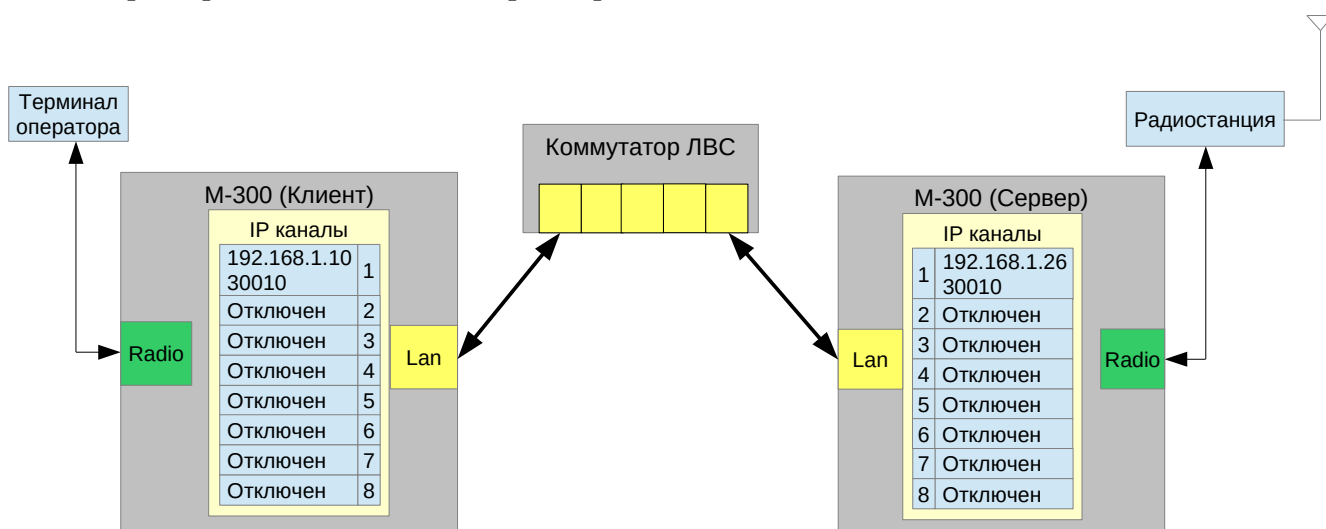 Терминал
оператора
М-300 (Клиент)
IP каналы
192.168.1.10
30010
1
Отключен 2
Отключен 3
Отключен 4
Отключен 5
Отключен 6
Отключен 7
Отключен 8
Radio
Lan
Коммутатор ЛВС
М-300 (Сервер)
IP каналы
1
192.168.1.26
30010
2 Отключен
3 Отключен
4 Отключен
5 Отключен
6 Отключен
7 Отключен
8 Отключен
Lan
Radio
Радиостанция